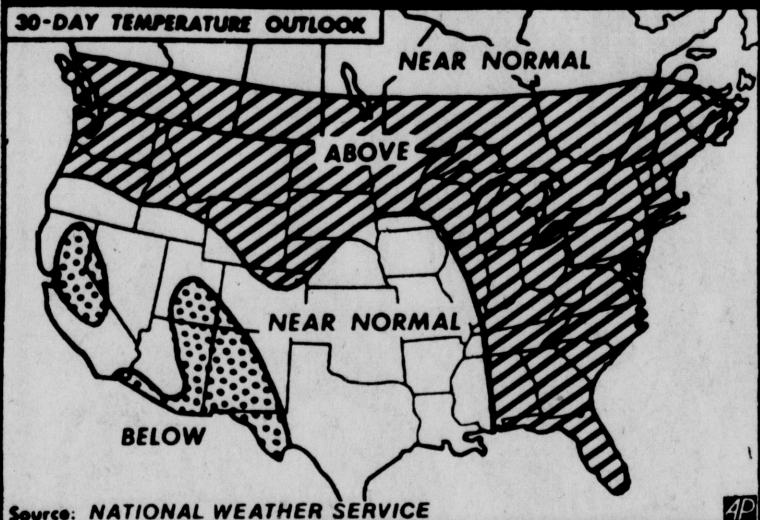 30-DAY TEMPERATURE OUTLOOK
NEAR NORMAL
ABOVE
NEAR NORMAL
BELOW
Source: NATIONAL WEATHER SERVICE
AP